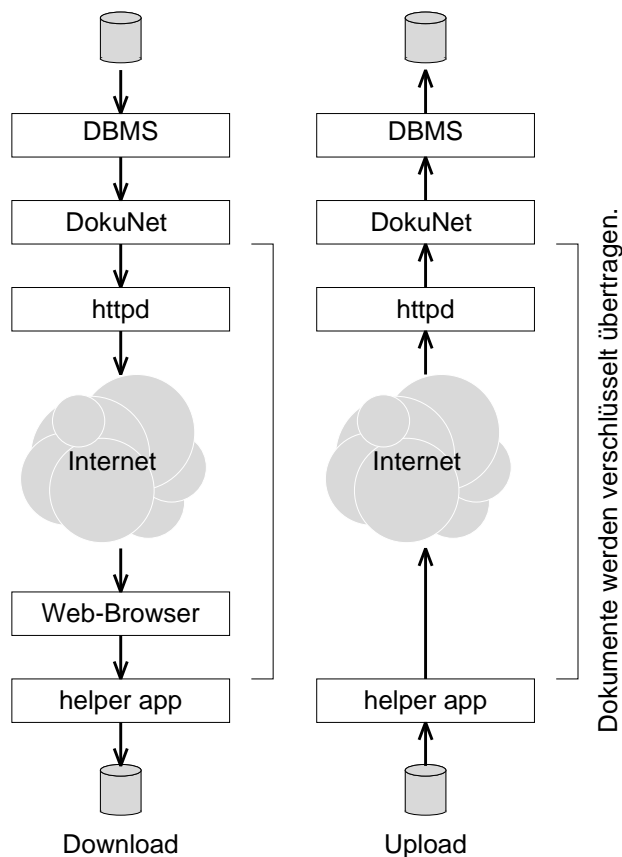 DBMS
DokuNet
httpd
Internet
Web-Browser
helper app
Download
DBMS
DokuNet
httpd
Internet
helper app
Upload
Dokumente werden verschlüsselt übertragen.